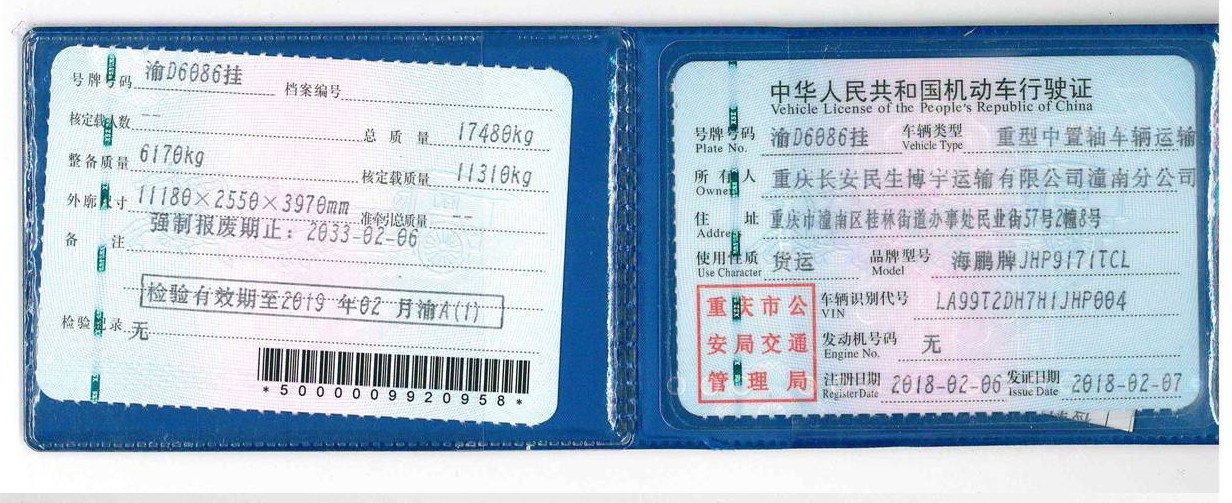 号牌号码 渝D6086挂 档案编号
核定载人数 -- 总质量 17480kg
整备质量 6170kg 核定载质量 11310kg
外廓尺寸 11180×2550×3970mm 准牵引总质量 --
强制报废期止：2033-02-06
备注
检验有效期至2019 年02 月渝A(1)
检验记录 无
*5000009920958*
中华人民共和国机动车行驶证
Vehicle License of the People's Republic of China
号牌号码 渝D6086挂 车辆类型 重型中置轴车辆运输
Plate No. Vehicle Type
所有人 重庆长安民生博宇运输有限公司潼南分公司
Owner
住址 重庆市潼南区桂林街道办事处民业街57号2幢8号
Address
使用性质 货运 品牌型号 海鹏牌JHP9171TCL
Use Character Model
重庆市公
安局交通
管理局
车辆识别代号 LA99T2DH7H1JHP004
VIN
发动机号码 无
Engine No.
注册日期 2018-02-06 发证日期 2018-02-07
Register Date Issue Date